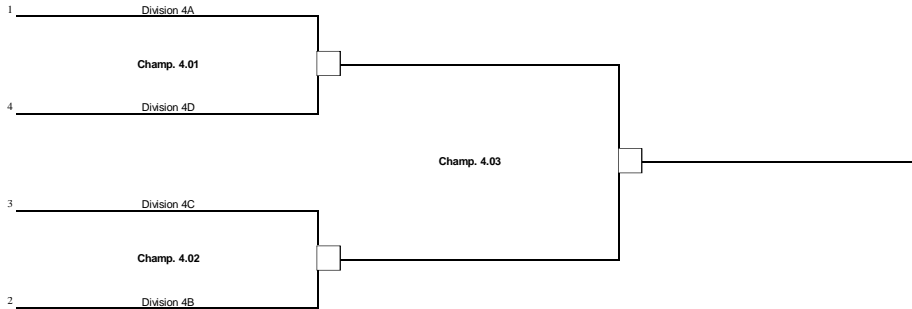 1 Division 4A
Champ. 4.01
4 Division 4D
Champ. 4.03
3 Division 4C
Champ. 4.02
2 Division 4B